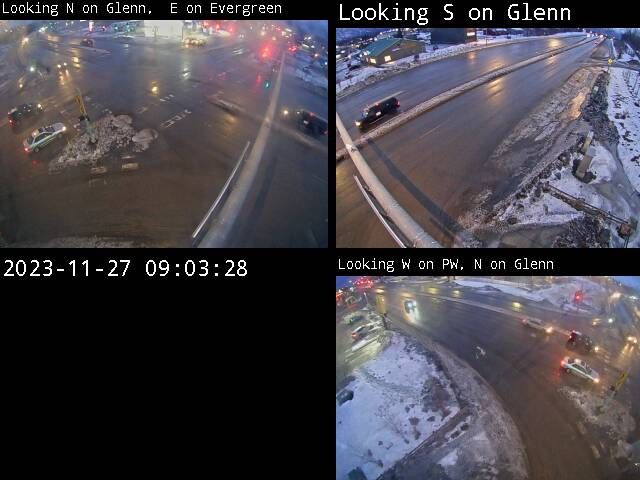 Looking N on Glenn,  E on Evergreen
Looking S on Glenn
2023-11-27 09:03:28
Looking W on PW, N on Glenn